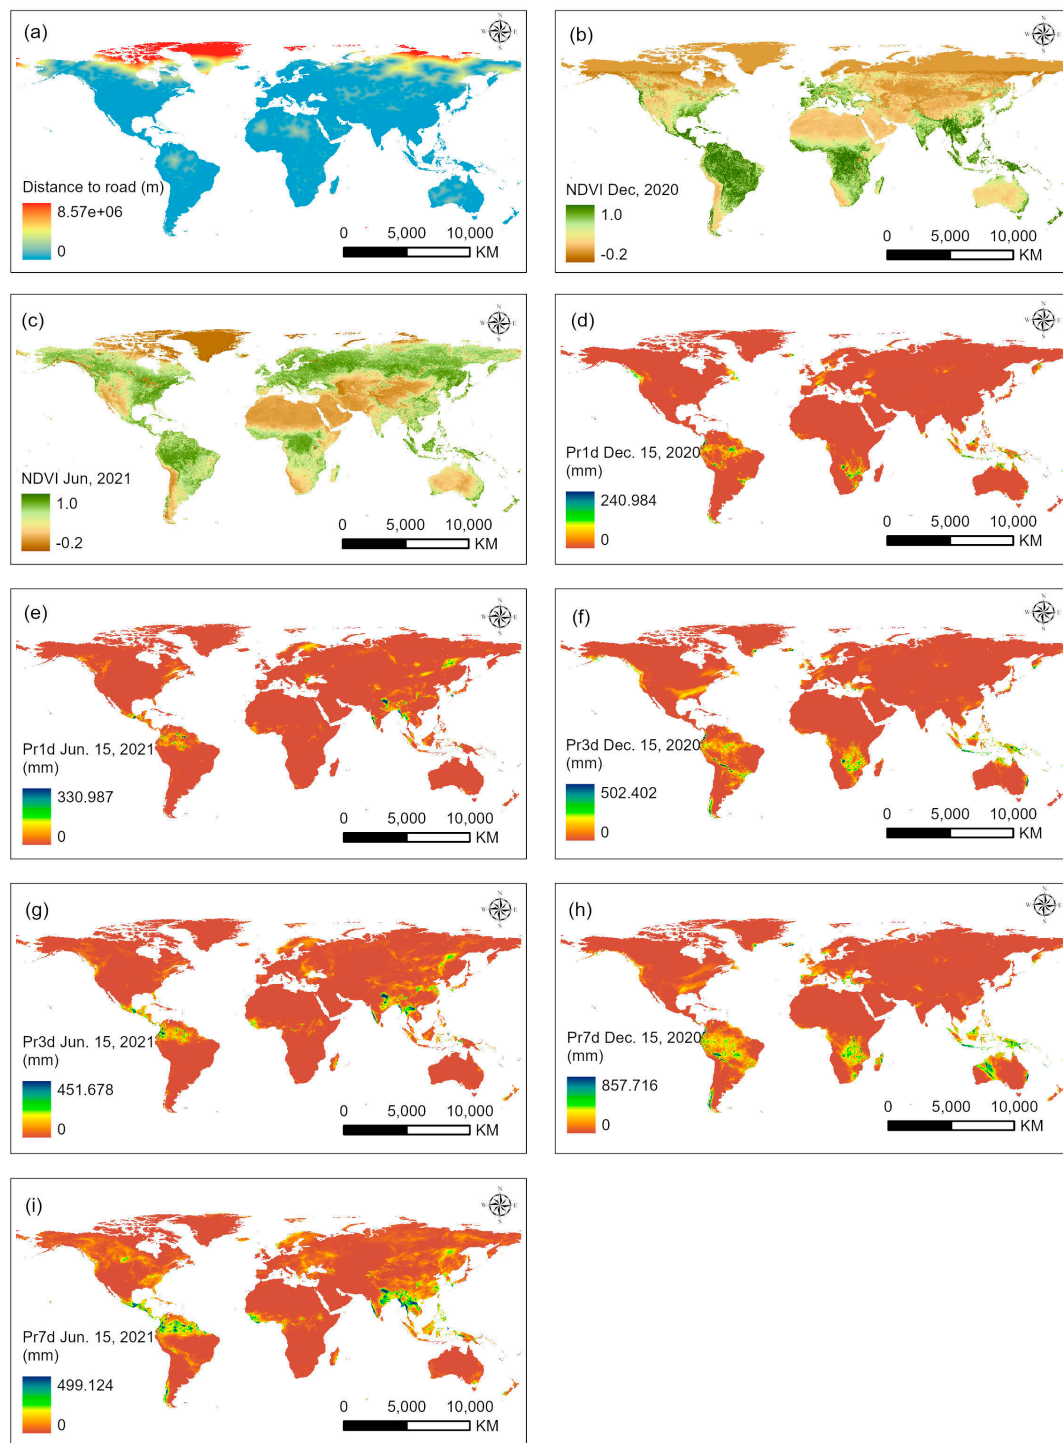 (a)
N
W E
S
Distance to road (m)
8.57e+06
0
0 5,000 10,000
KM
(b)
N
W E
S
NDVI Dec, 2020
1.0
-0.2
0 5,000 10,000
KM
(c)
N
W E
S
NDVI Jun, 2021
1.0
-0.2
0 5,000 10,000
KM
(d)
N
W E
S
Pr1d Dec. 15, 2020
(mm)
240.984
0
0 5,000 10,000
KM
(e)
N
W E
S
Pr1d Jun. 15, 2021
(mm)
330.987
0
0 5,000 10,000
KM
(f)
N
W E
S
Pr3d Dec. 15, 2020
(mm)
502.402
0
0 5,000 10,000
KM
(g)
N
W E
S
Pr3d Jun. 15, 2021
(mm)
451.678
0
0 5,000 10,000
KM
(h)
N
W E
S
Pr7d Dec. 15, 2020
(mm)
857.716
0
0 5,000 10,000
KM
(i)
N
W E
S
Pr7d Jun. 15, 2021
(mm)
499.124
0
0 5,000 10,000
KM